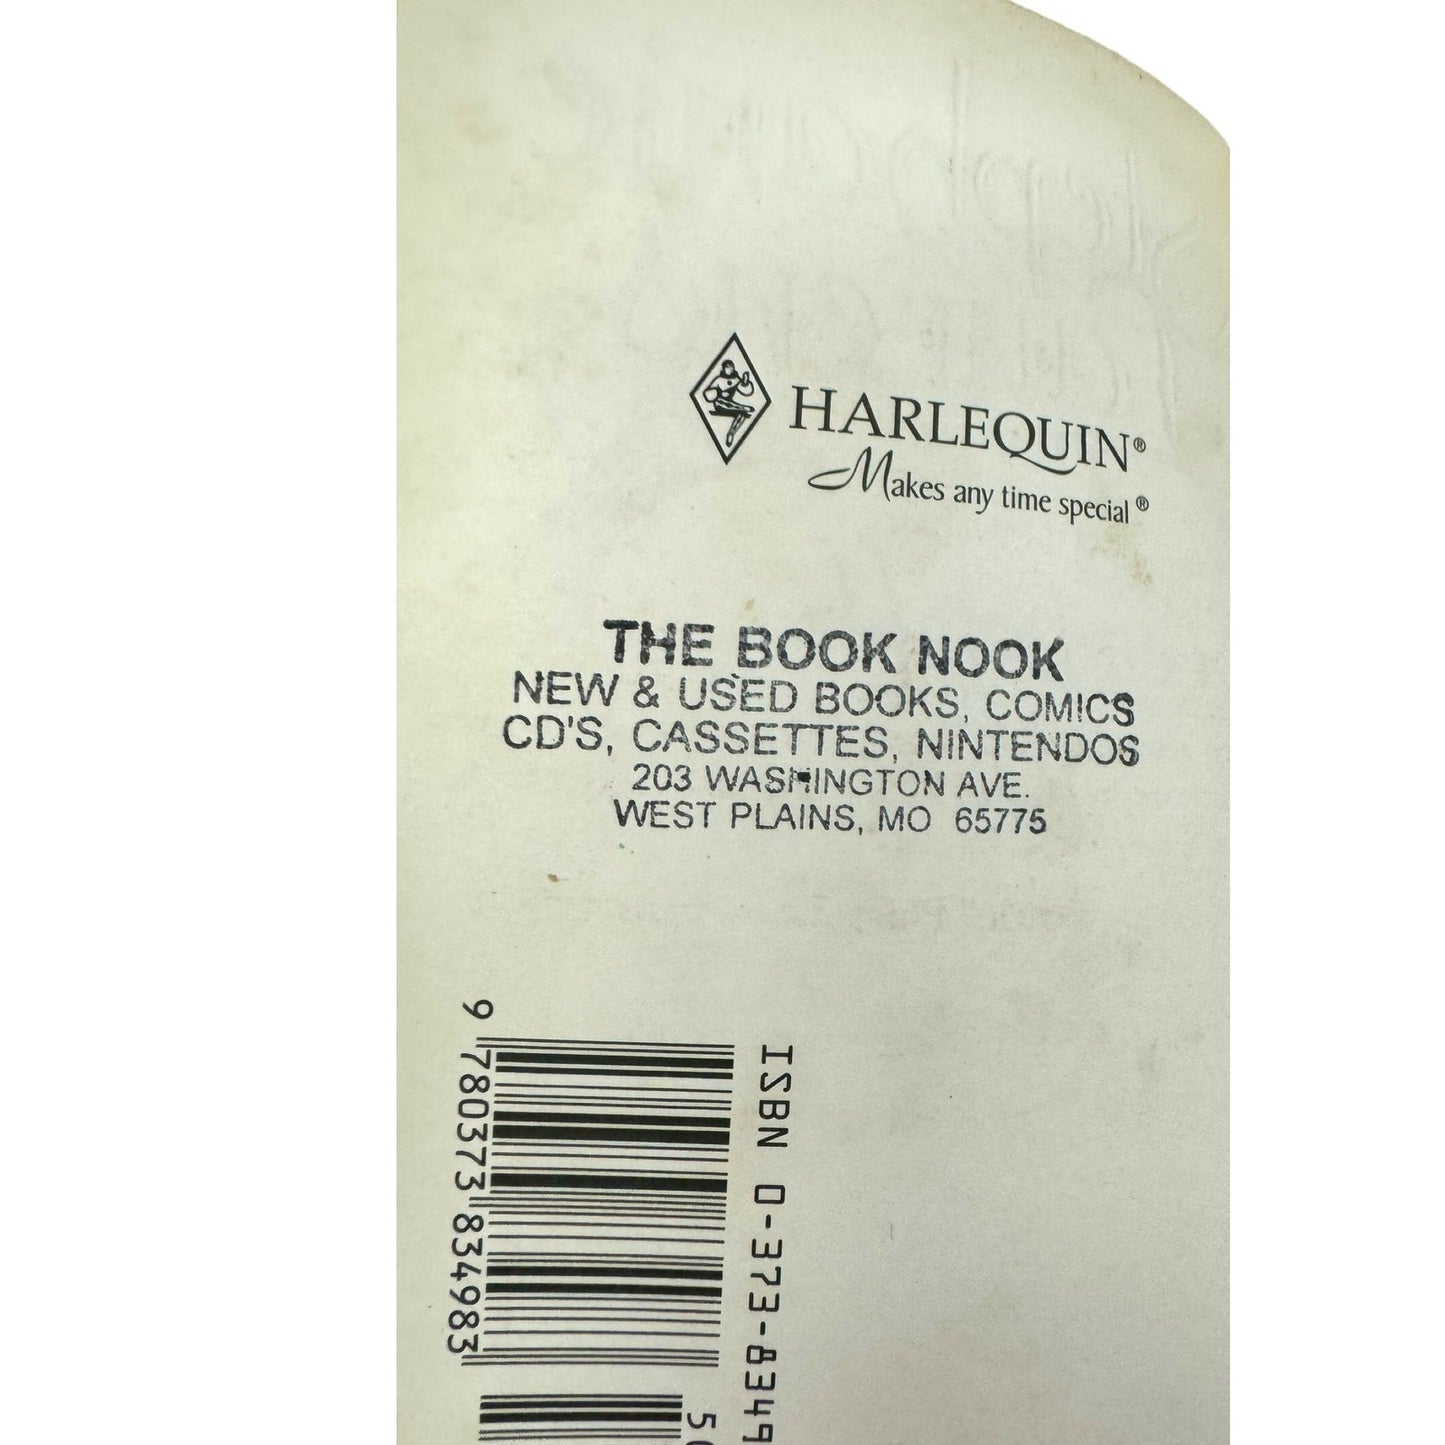 HARLEQUIN®
Makes any time special®
THE BOOK NOOK
NEW & USED BOOKS, COMICS
CD'S, CASSETTES, NINTENDOS
203 WASHINGTON AVE.
WEST PLAINS, MO 65775
ISBN 0-373-8349
9 780373 834983